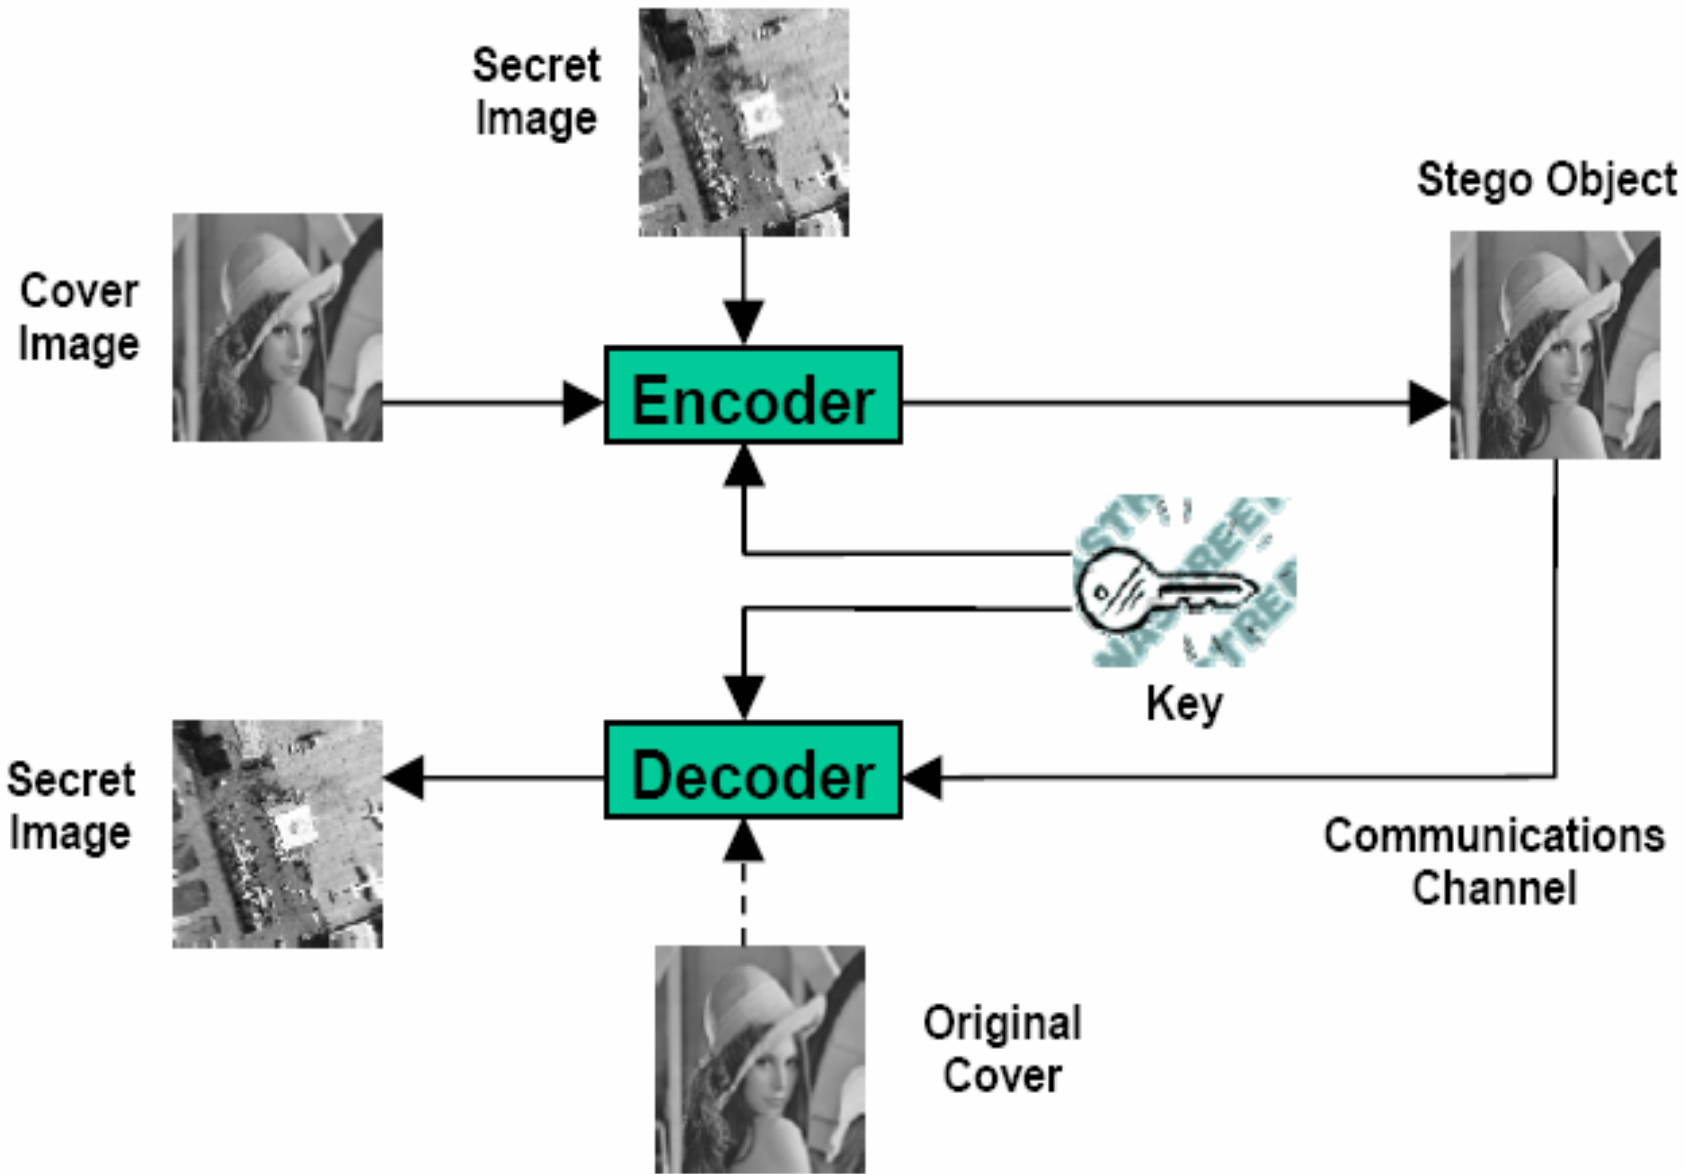 Secret
Image
Stego Object
Cover
Image
Encoder
Key
Secret
Image
Decoder
Communications
Channel
Original
Cover